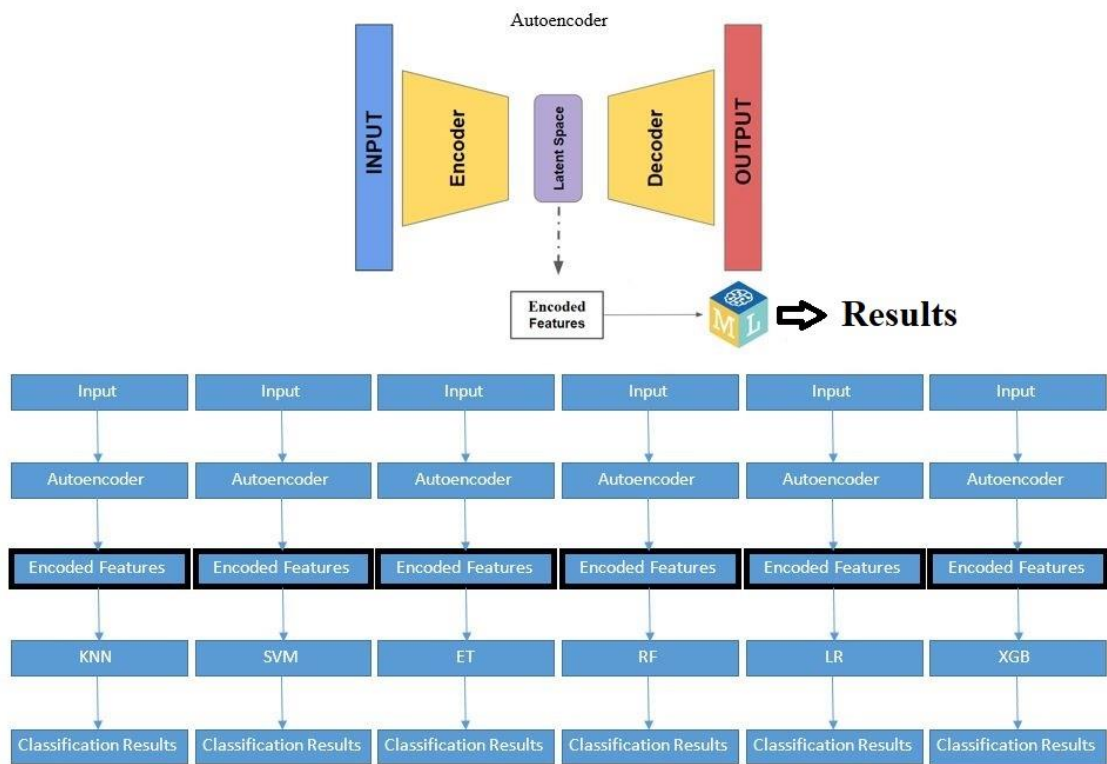 Autoencoder
INPUT
Encoder
Latent Space
Decoder
OUTPUT
Encoded
Features
M L
Results
Input Input Input Input Input Input
Autoencoder Autoencoder Autoencoder Autoencoder Autoencoder Autoencoder
Encoded Features Encoded Features Encoded Features Encoded Features Encoded Features Encoded Features
KNN SVM ET RF LR XGB
Classification Results Classification Results Classification Results Classification Results Classification Results Classification Results